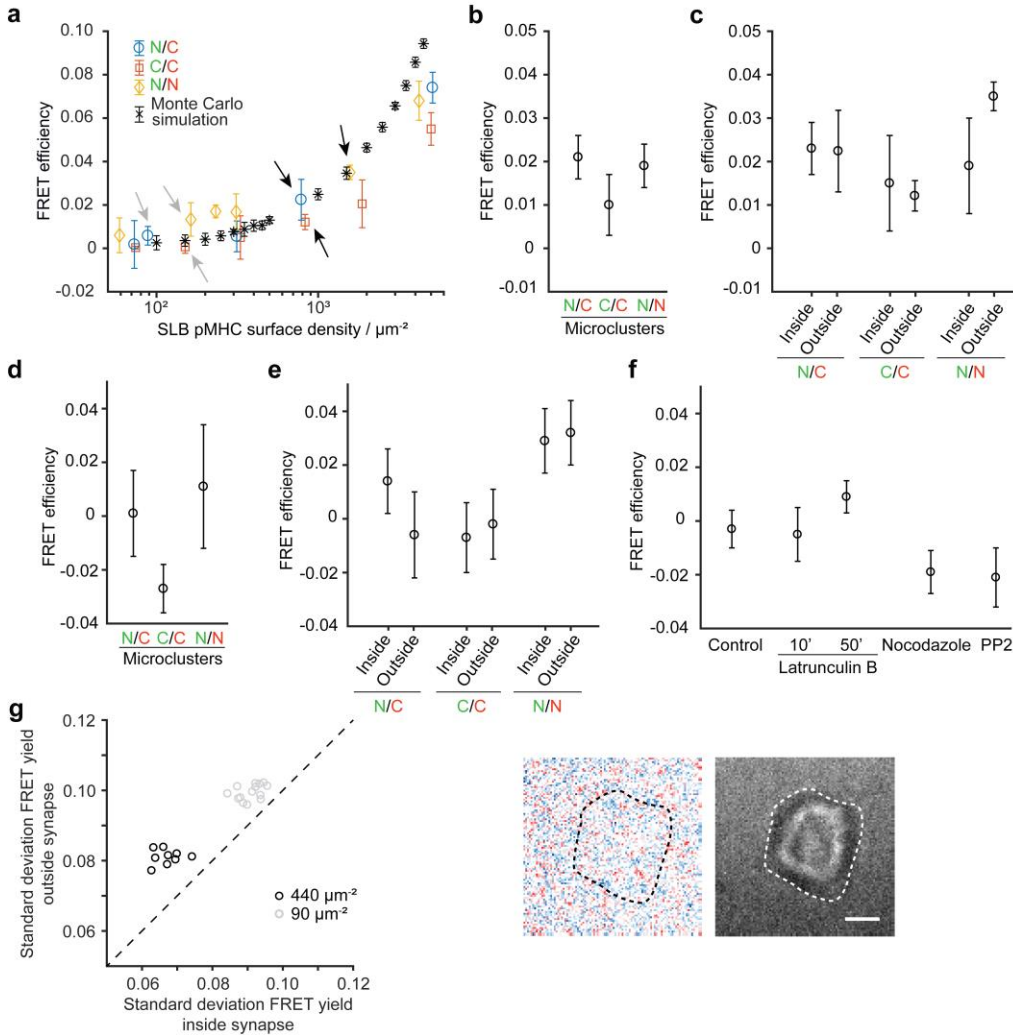 a
FRET efficiency
0.10
0.08
0.06
0.04
0.02
0
-0.02
N/C
C/C
N/N
Monte Carlo
simulation
10²
10³
SLB pMHC surface density / µm⁻²
b
FRET efficiency
0.05
0.04
0.03
0.02
0.01
0
-0.01
N/C C/C N/N
Microclusters
c
FRET efficiency
0.05
0.04
0.03
0.02
0.01
0
-0.01
Inside Outside Inside Outside Inside Outside
N/C C/C N/N
d
FRET efficiency
0.04
0.02
0
-0.02
-0.04
N/C C/C N/N
Microclusters
e
FRET efficiency
0.04
0.02
0
-0.02
-0.04
Inside Outside Inside Outside Inside Outside
N/C C/C N/N
f
FRET efficiency
0.04
0.02
0
-0.02
-0.04
Control 10' 50' Nocodazole PP2
Latrunculin B
g
Standard deviation FRET yield
outside synapse
0.12
0.10
0.08
0.06
440 µm⁻²
90 µm⁻²
0.06 0.08 0.10 0.12
Standard deviation FRET yield
inside synapse